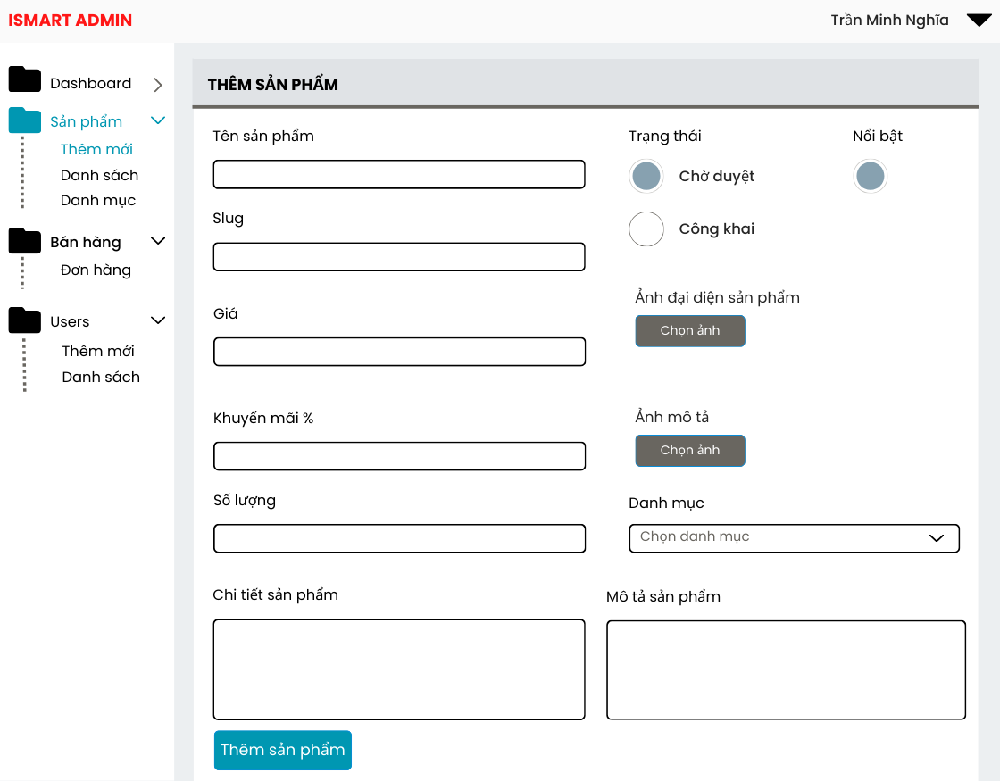 ISMART ADMIN
Trần Minh Nghĩa
Dashboard
Sản phẩm
Thêm mới
Danh sách
Danh mục
Bán hàng
Đơn hàng
Users
Thêm mới
Danh sách
THÊM SẢN PHẨM
Tên sản phẩm
Slug
Giá
Khuyến mãi %
Số lượng
Chi tiết sản phẩm
Thêm sản phẩm
Trạng thái
Chờ duyệt
Công khai
Nổi bật
Ảnh đại diện sản phẩm
Chọn ảnh
Ảnh mô tả
Chọn ảnh
Danh mục
Chọn danh mục
Mô tả sản phẩm